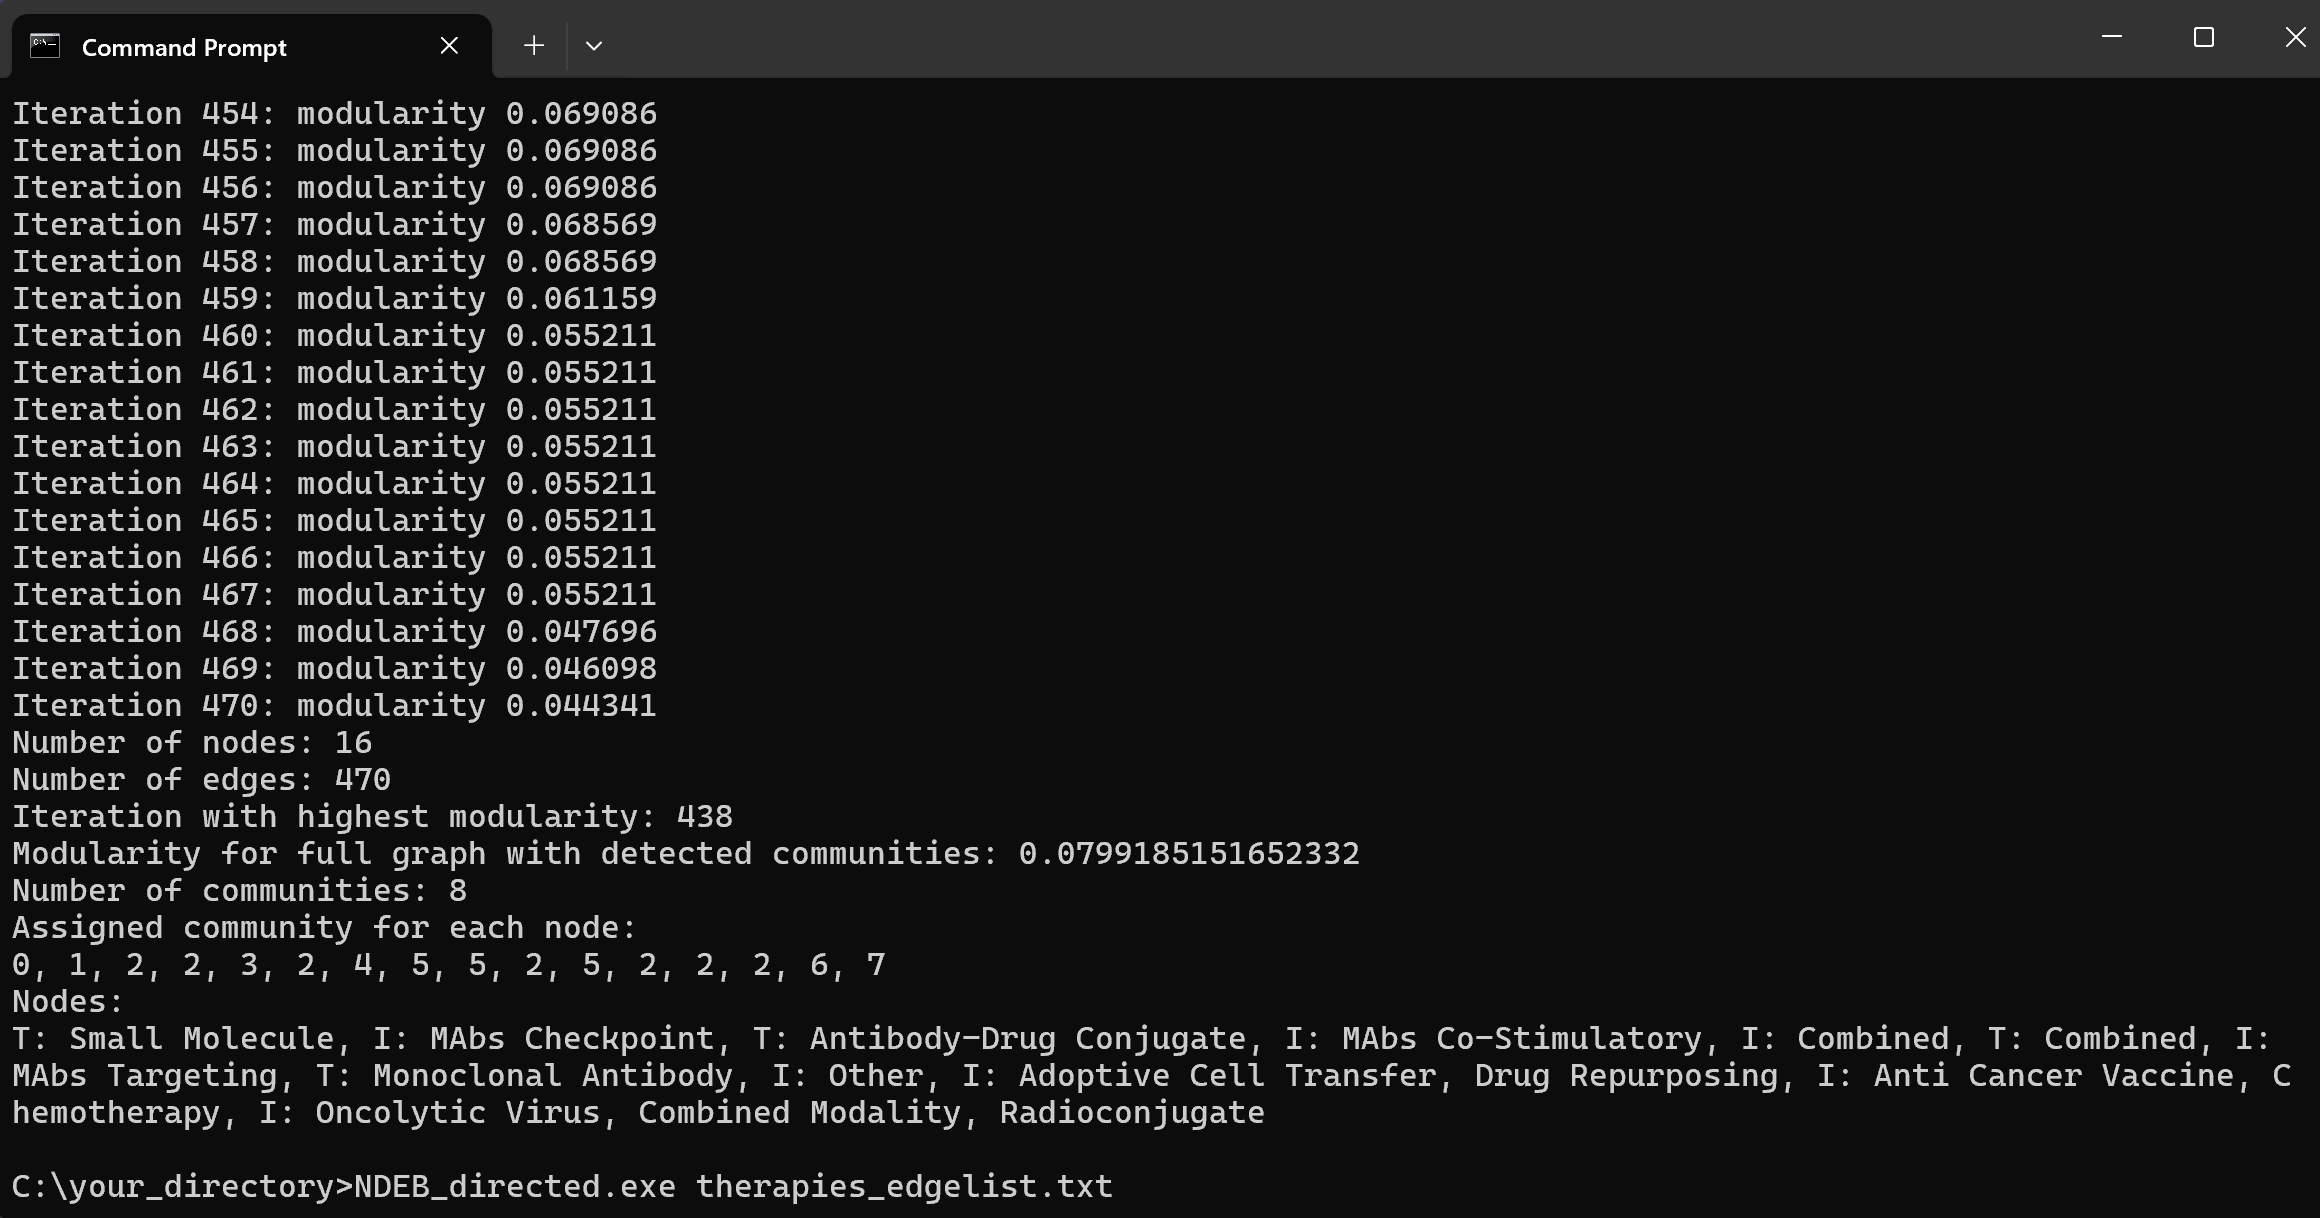 Command Prompt
Iteration 454: modularity 0.069086
Iteration 455: modularity 0.069086
Iteration 456: modularity 0.069086
Iteration 457: modularity 0.068569
Iteration 458: modularity 0.068569
Iteration 459: modularity 0.061159
Iteration 460: modularity 0.055211
Iteration 461: modularity 0.055211
Iteration 462: modularity 0.055211
Iteration 463: modularity 0.055211
Iteration 464: modularity 0.055211
Iteration 465: modularity 0.055211
Iteration 466: modularity 0.055211
Iteration 467: modularity 0.055211
Iteration 468: modularity 0.047696
Iteration 469: modularity 0.046098
Iteration 470: modularity 0.044341
Number of nodes: 16
Number of edges: 470
Iteration with highest modularity: 438
Modularity for full graph with detected communities: 0.0799185151652332
Number of communities: 8
Assigned community for each node:
0, 1, 2, 2, 3, 2, 4, 5, 5, 2, 5, 2, 2, 2, 6, 7
Nodes:
T: Small Molecule, I: MAbs Checkpoint, T: Antibody-Drug Conjugate, I: MAbs Co-Stimulatory, I: Combined, T: Combined, I:
MAbs Targeting, T: Monoclonal Antibody, I: Other, I: Adoptive Cell Transfer, Drug Repurposing, I: Anti Cancer Vaccine, C
hemotherapy, I: Oncolytic Virus, Combined Modality, Radioconjugate
C:\your_directory>NDEB_directed.exe therapies_edgelist.txt